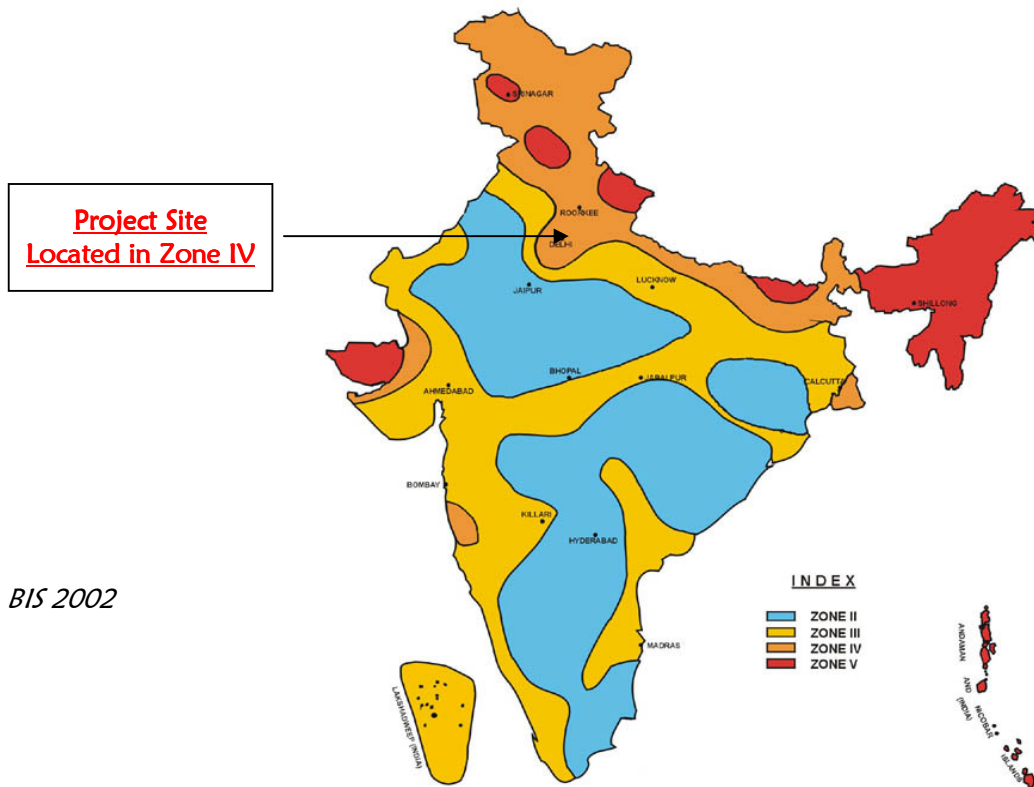 SRINAGAR
Project Site
Located in Zone IV
ROORKEE
DELHI
LUCKNOW
JAIPUR
SHILLONG
BHOPAL
JABALPUR
AHMEDABAD
CALCUTTA
BOMBAY
KILLARI
HYDERABAD
BIS 2002
INDEX
ZONE II
ZONE III
ZONE IV
ZONE V
MADRAS
LAKSHADWEEP (INDIA)
ANDAMAN AND NICOBAR ISLANDS
(INDIA)